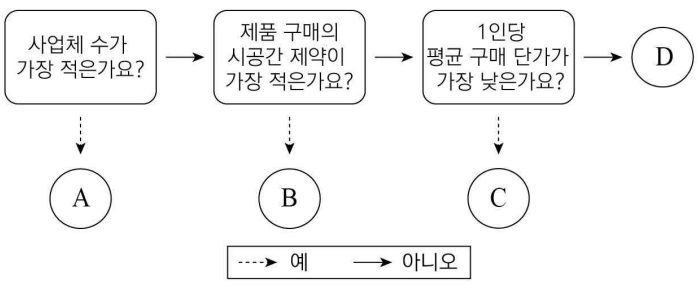 사업체 수가
가장 적은가요?
제품 구매의
시공간 제약이
가장 적은가요?
1인당
평균 구매 단가가
가장 낮은가요?
D
A
B
C
예
아니오